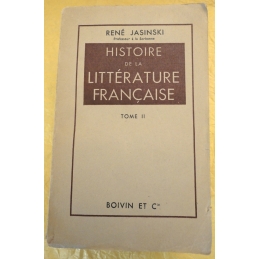 RENÉ JASINSKI
Professeur à la Sorbonne
HISTOIRE
DE LA
LITTÉRATURE
FRANÇAISE
TOME II
BOIVIN ET Cie